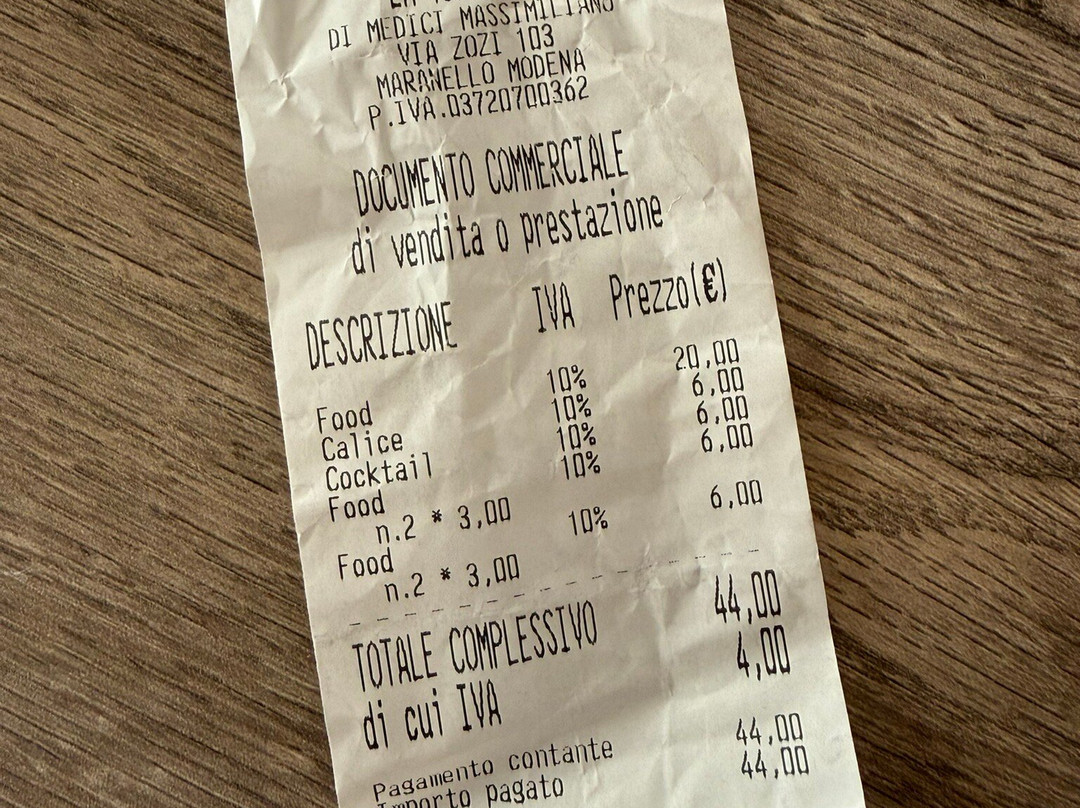 DI MEDICI MASSIMILIANO
VIA ZOZI 103
MARANELLO MODENA
P.IVA.03720700362
DOCUMENTO COMMERCIALE
di vendita o prestazione
DESCRIZIONE IVA Prezzo(€)
Food 10% 20,00
Calice 10% 6,00
Cocktail 10% 6,00
Food 10% 6,00
n.2 * 3,00
Food 10% 6,00
n.2 * 3,00
TOTALE COMPLESSIVO 44,00
di cui IVA 4,00
Pagamento contante 44,00
Importo pagato 44,00